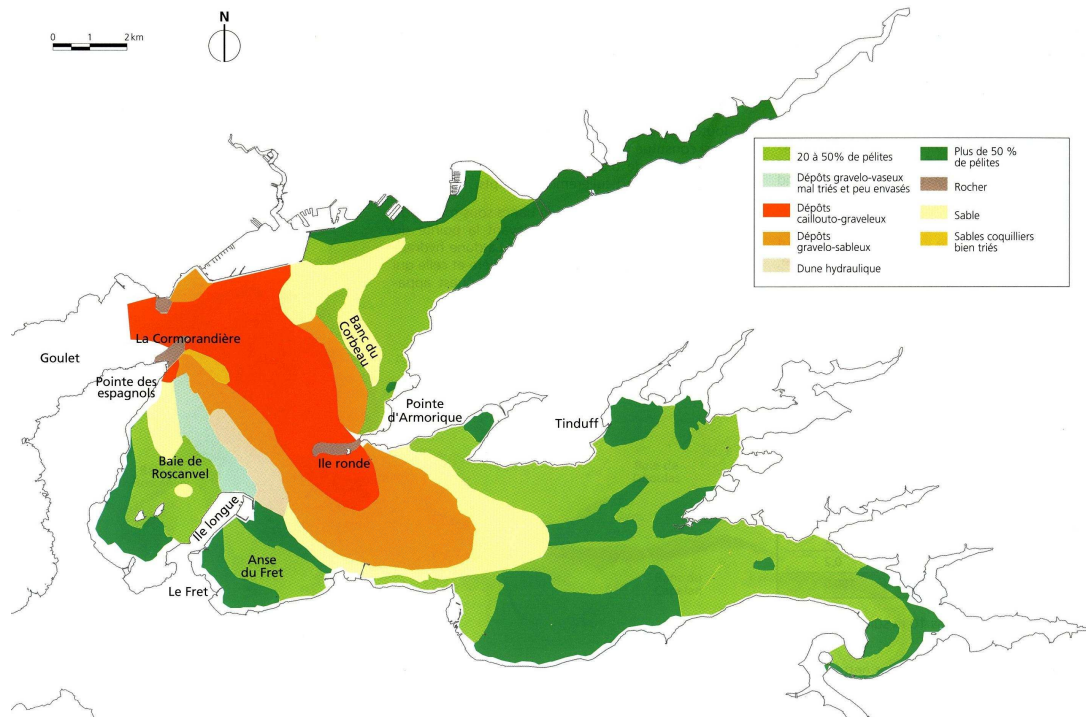 N
0 1 2 km
20 à 50% de pélites
Dépôts gravelo-vaseux
mal triés et peu envasés
Dépôts
caillouto-graveleux
Dépôts
gravelo-sableux
Dune hydraulique
Plus de 50 %
de pélites
Rocher
Sable
Sables coquilliers
bien triés
La Cormorandière
Goulet
Pointe des
espagnols
Banc du
Corbeau
Pointe
d'Armorique
Tinduff
Ile ronde
Baie de
Roscanvel
Ile longue
Anse
du Fret
Le Fret